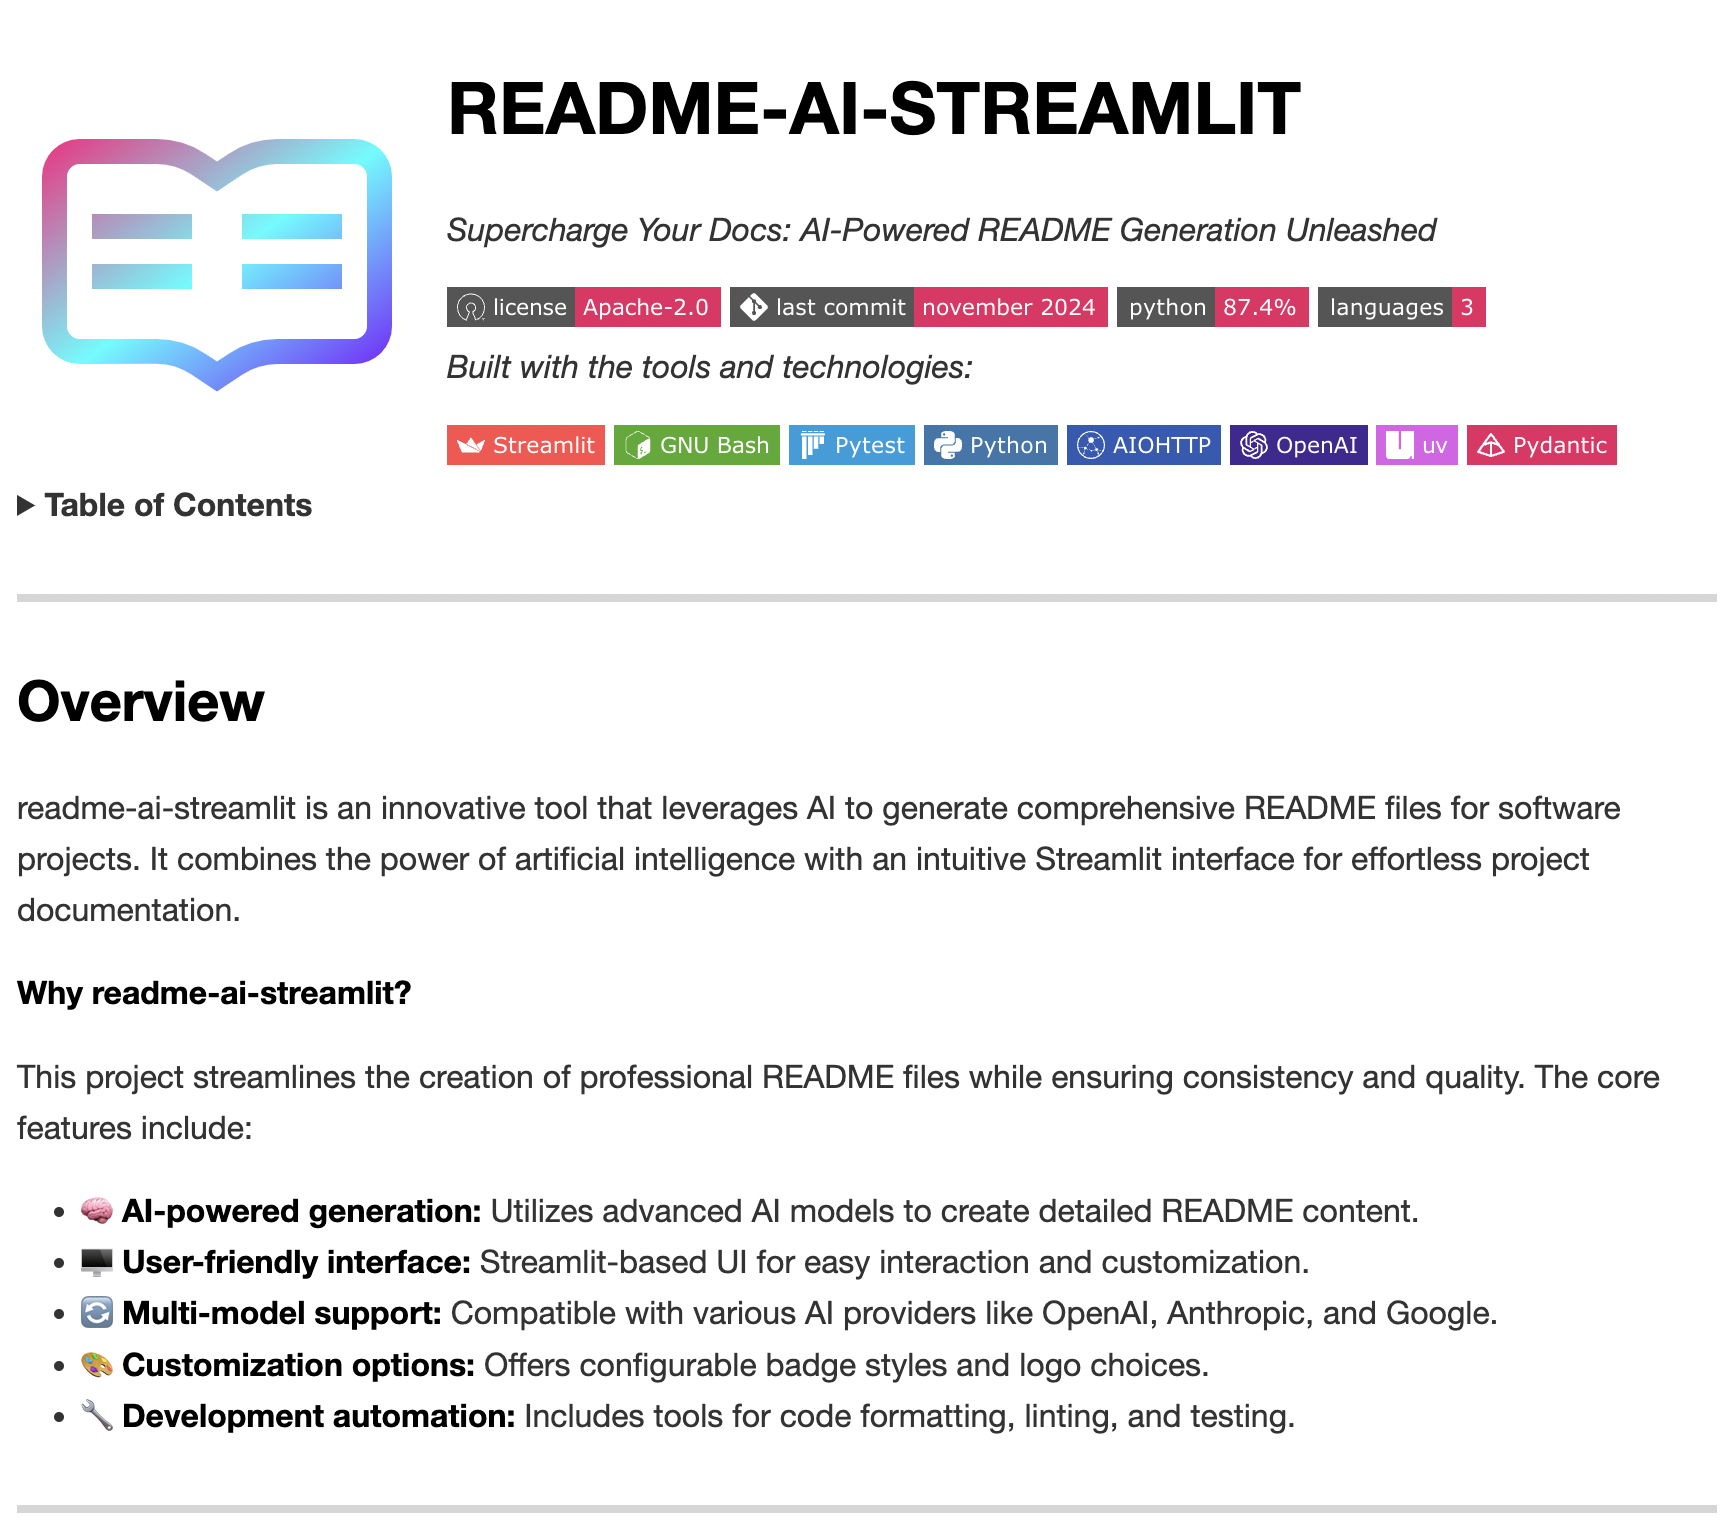 README-AI-STREAMLIT
Supercharge Your Docs: AI-Powered README Generation Unleashed
license Apache-2.0 last commit november 2024 python 87.4% languages 3
Built with the tools and technologies:
Streamlit GNU Bash Pytest Python AIOHTTP OpenAI uv Pydantic
Table of Contents
Overview
readme-ai-streamlit is an innovative tool that leverages AI to generate comprehensive README files for software
projects. It combines the power of artificial intelligence with an intuitive Streamlit interface for effortless project
documentation.
Why readme-ai-streamlit?
This project streamlines the creation of professional README files while ensuring consistency and quality. The core
features include:
• 🧠 AI-powered generation: Utilizes advanced AI models to create detailed README content.
• 🖥️ User-friendly interface: Streamlit-based UI for easy interaction and customization.
• 🔄 Multi-model support: Compatible with various AI providers like OpenAI, Anthropic, and Google.
• 🎨 Customization options: Offers configurable badge styles and logo choices.
• 🔧 Development automation: Includes tools for code formatting, linting, and testing.